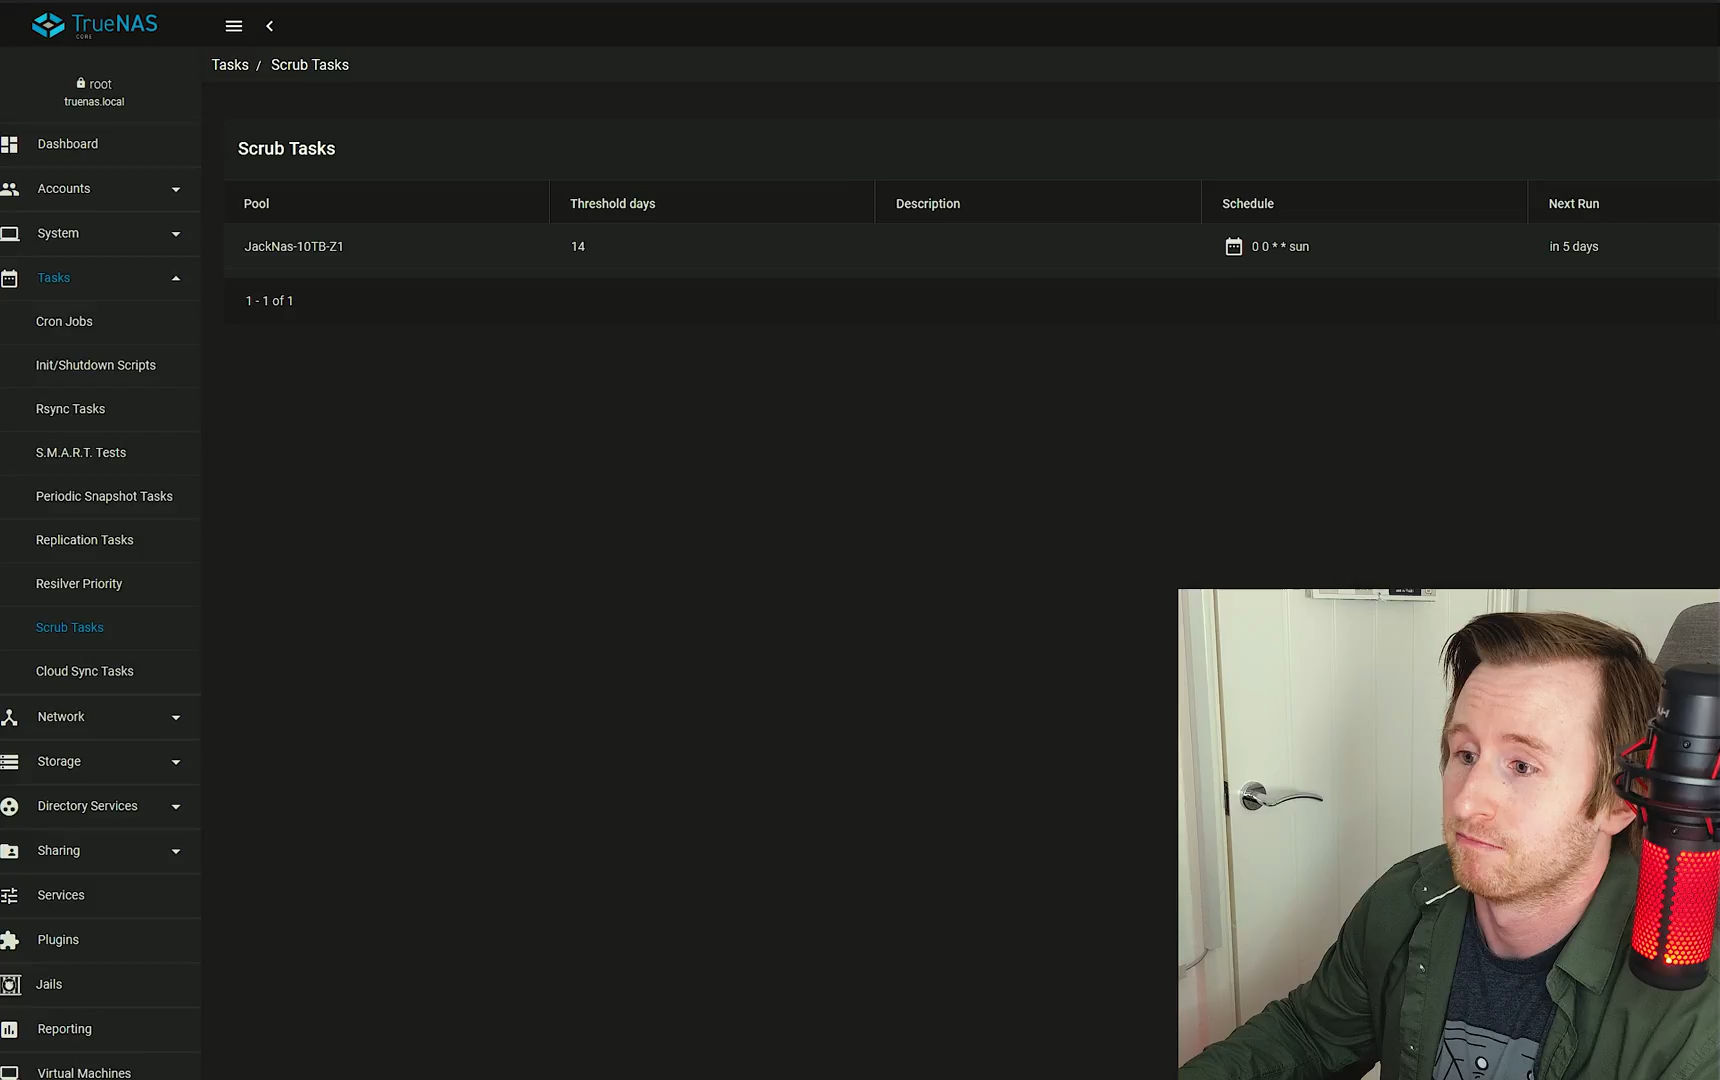 TrueNAS
CORE
Tasks / Scrub Tasks
root
truenas.local
Dashboard
Accounts
System
Tasks
Cron Jobs
Init/Shutdown Scripts
Rsync Tasks
S.M.A.R.T. Tests
Periodic Snapshot Tasks
Replication Tasks
Resilver Priority
Scrub Tasks
Cloud Sync Tasks
Network
Storage
Directory Services
Sharing
Services
Plugins
Jails
Reporting
Virtual Machines
Scrub Tasks
Pool Threshold days Description Schedule Next Run
JackNas-10TB-Z1 14 0 0 * * sun in 5 days
1 - 1 of 1